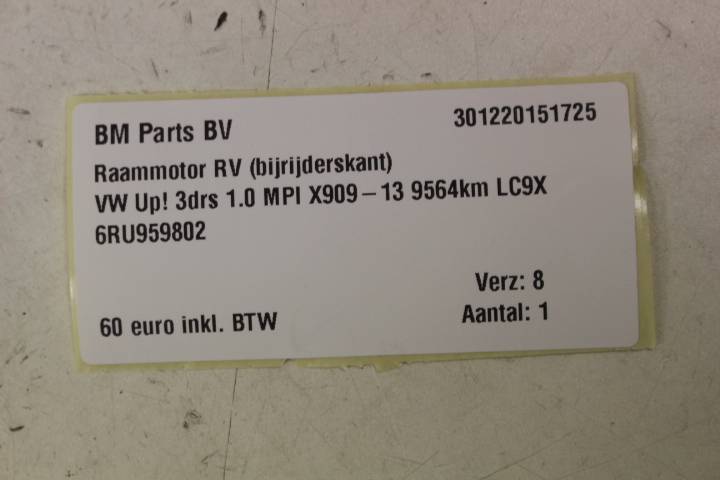 BM Parts BV 301220151725
Raammotor RV (bijrijderskant)
VW Up! 3drs 1.0 MPI X909 – 13 9564km LC9X
6RU959802
Verz: 8
60 euro inkl. BTW Aantal: 1